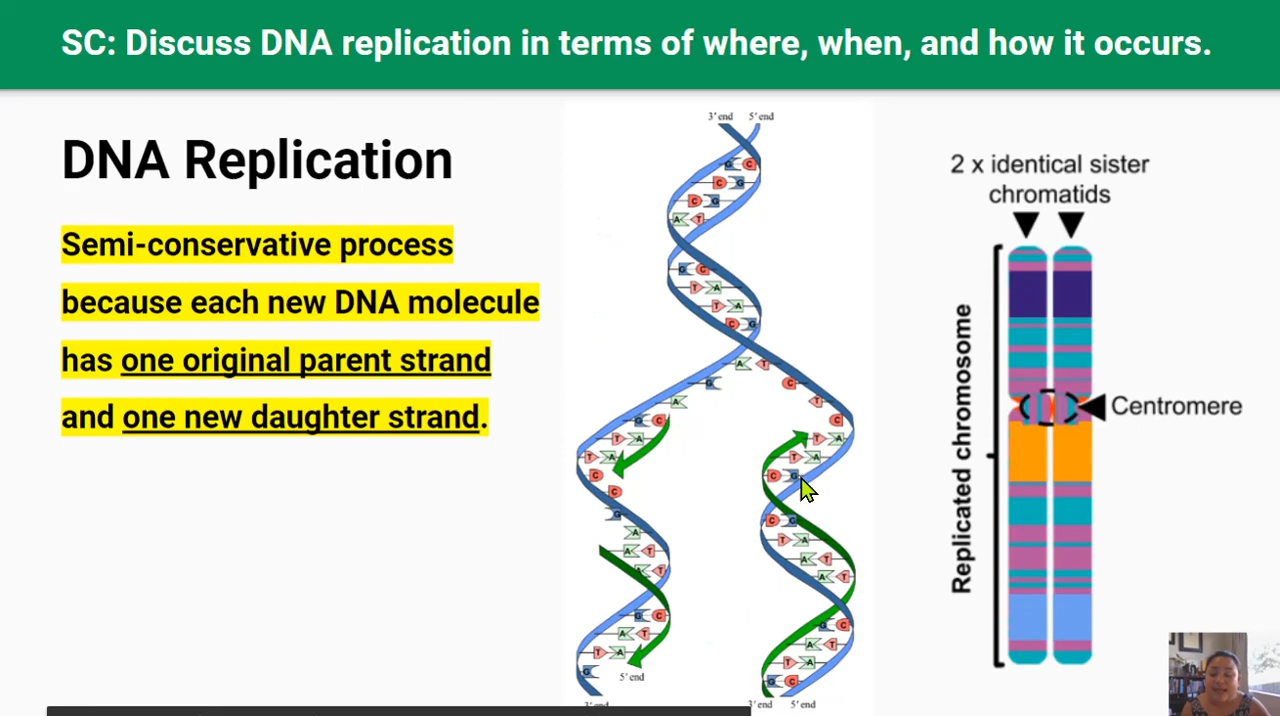 SC: Discuss DNA replication in terms of where, when, and how it occurs.
DNA Replication
Semi-conservative process
because each new DNA molecule
has one original parent strand
and one new daughter strand.
3' end 5' end
G C
C G
C G
A T
G C
T A
T A
C G
A T
G C
A T
G C C
T A T A
T A T A
C C G
C
G C G
A T A
A T A T
A T A T
G C G C
A T A T
T A T A
G G C
5' end
3' end 3' end 5' end
2 x identical sister
chromatids
Replicated chromosome
Centromere